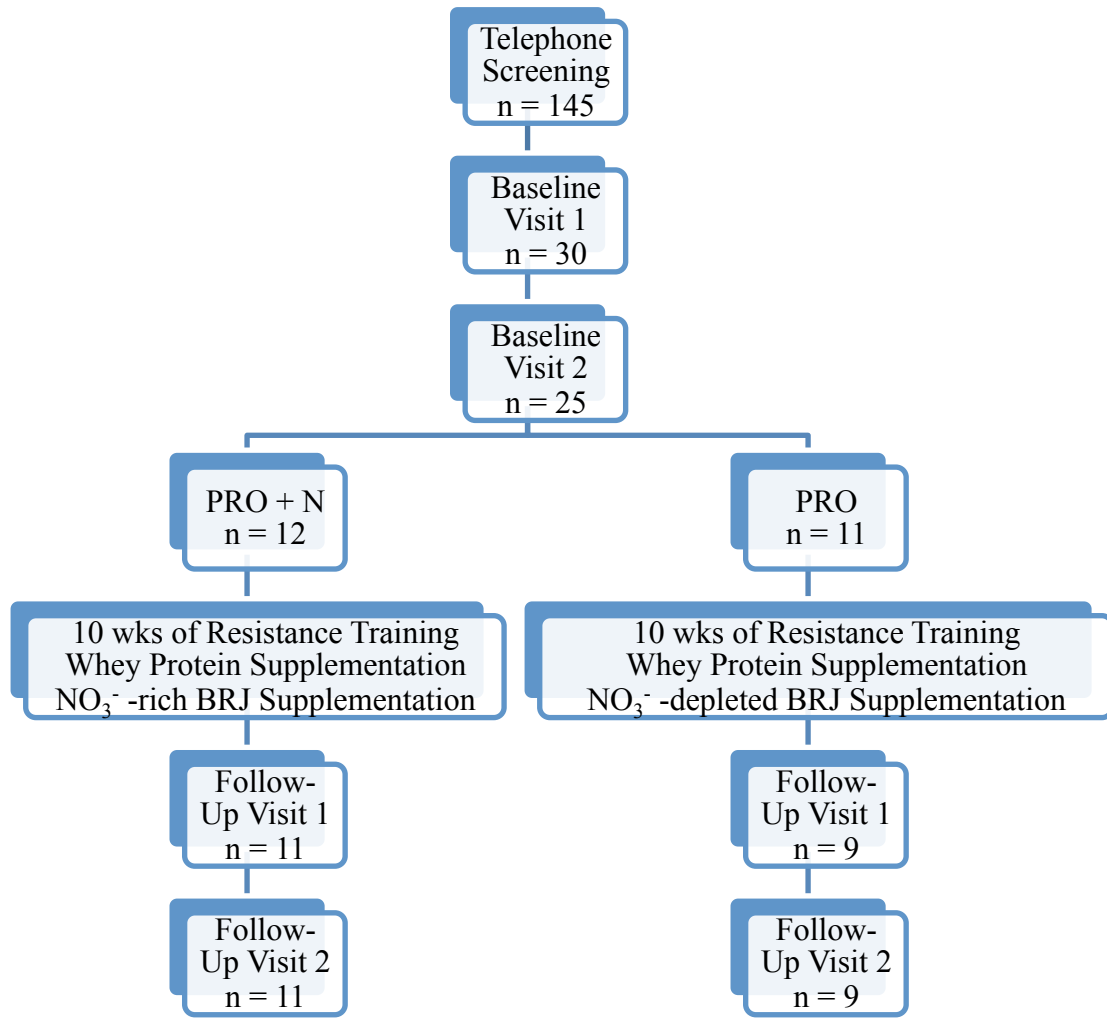 Telephone
Screening
n = 145
Baseline
Visit 1
n = 30
Baseline
Visit 2
n = 25
PRO + N
n = 12
PRO
n = 11
10 wks of Resistance Training
Whey Protein Supplementation
NO₃⁻ -rich BRJ Supplementation
10 wks of Resistance Training
Whey Protein Supplementation
NO₃⁻ -depleted BRJ Supplementation
Follow-
Up Visit 1
n = 11
Follow-
Up Visit 1
n = 9
Follow-
Up Visit 2
n = 11
Follow-
Up Visit 2
n = 9